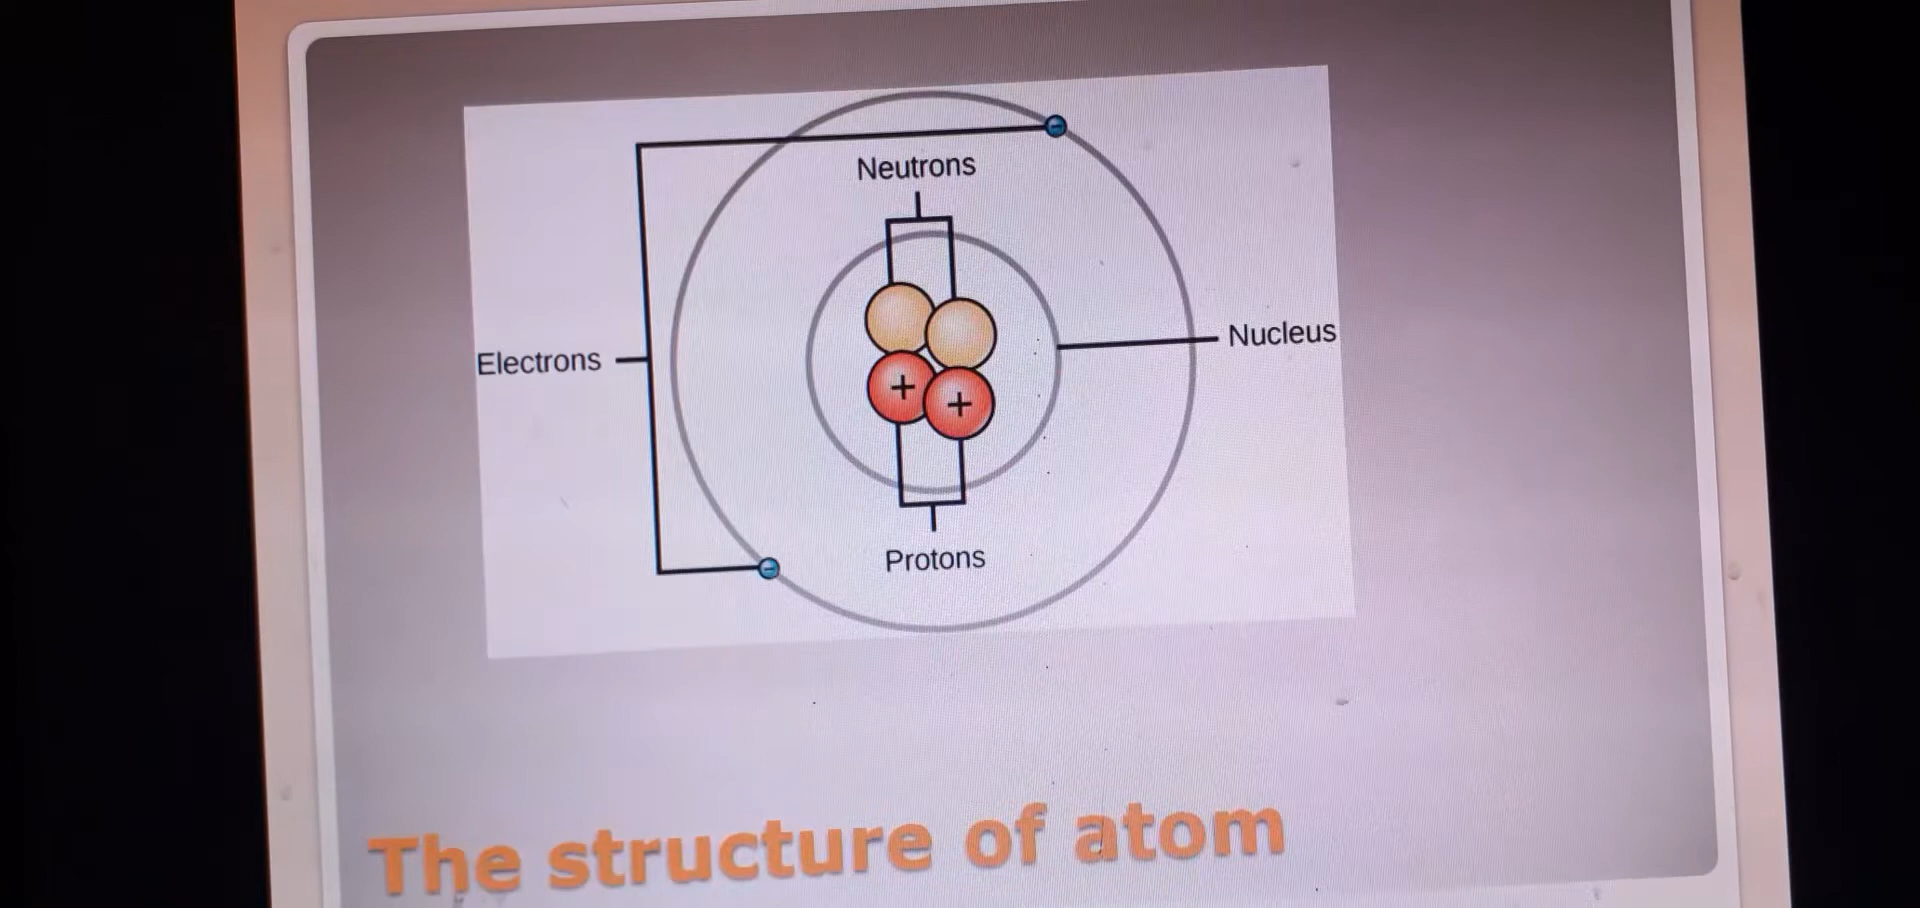 Neutrons
Electrons
Nucleus
+
+
Protons
The structure of atom